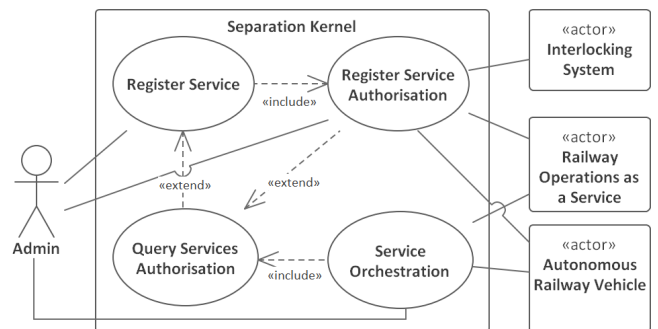 Separation Kernel
Register Service
«include»
Register Service
Authorisation
«actor»
Interlocking
System
«extend»
«extend»
«actor»
Railway
Operations as
a Service
Admin
Query Services
Authorisation
«include»
Service
Orchestration
«actor»
Autonomous
Railway Vehicle